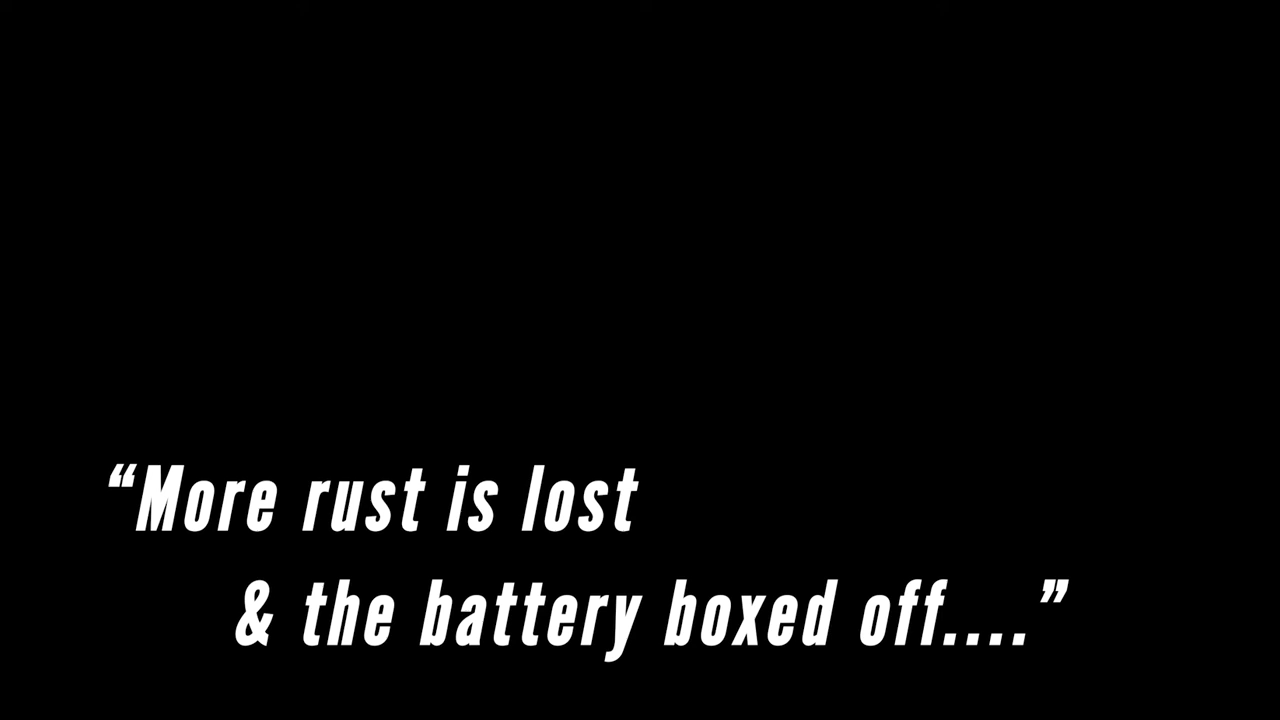 “More rust is lost
& the battery boxed off....”